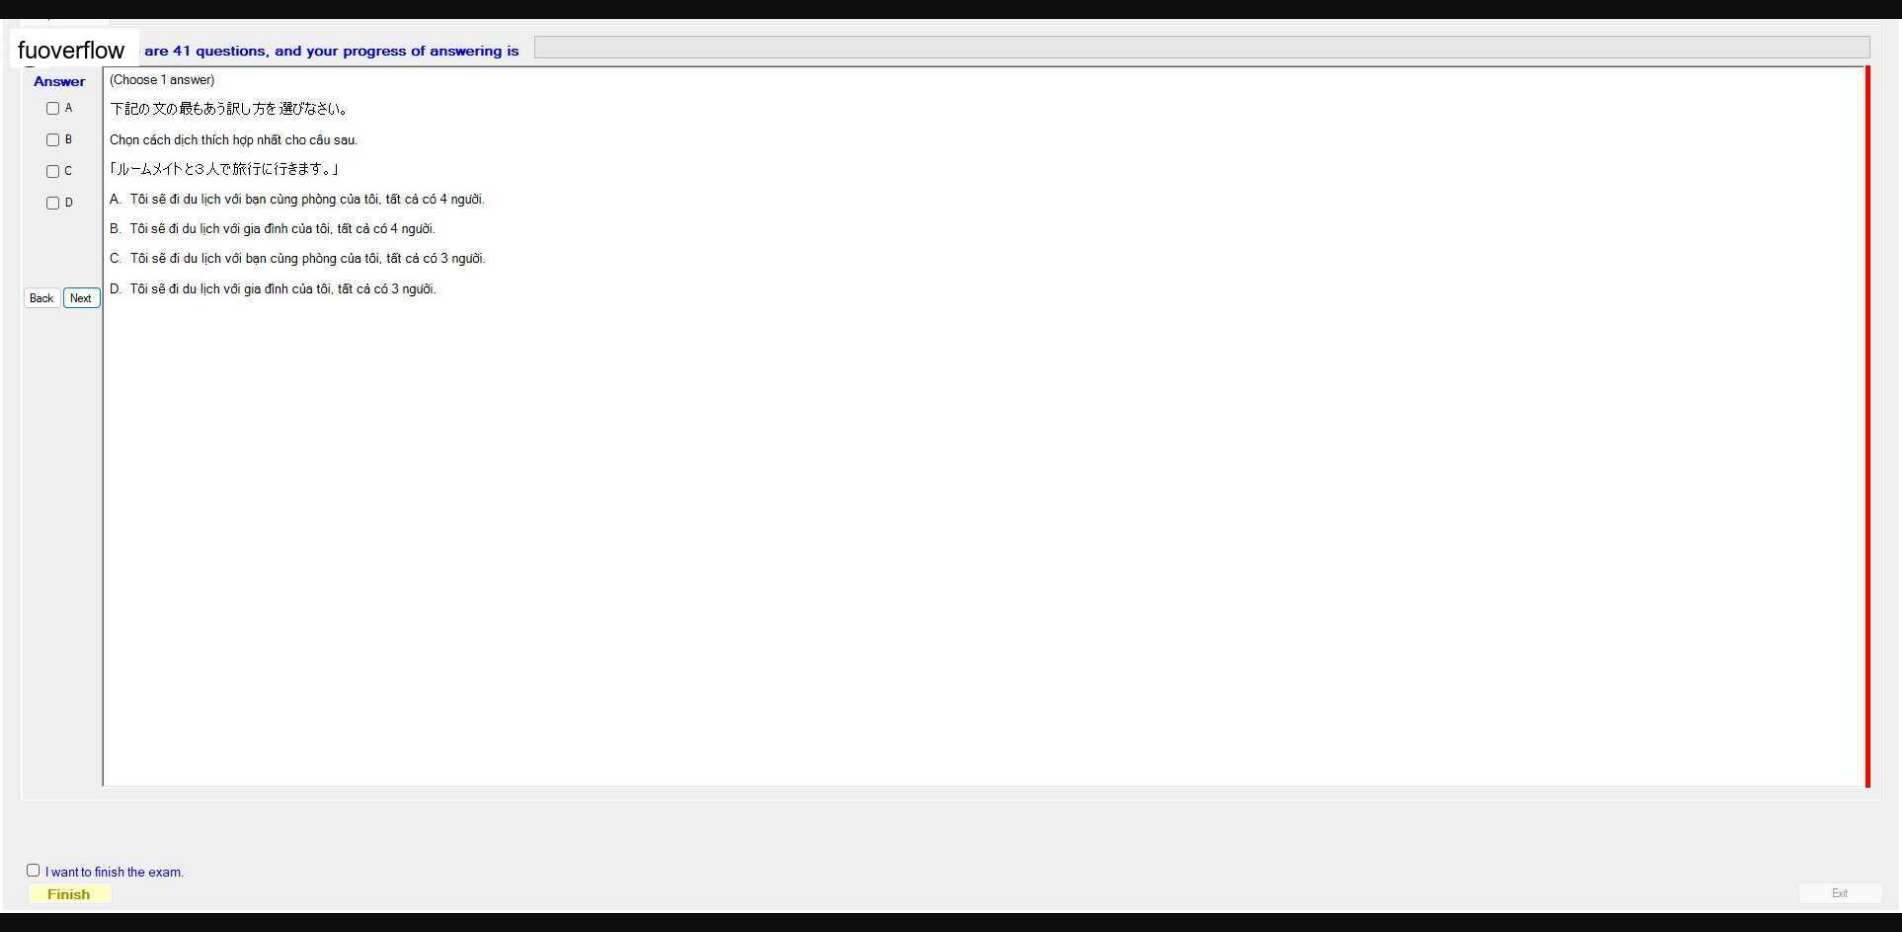 fuoverflow are 41 questions, and your progress of answering is
Answer
(Choose 1 answer)
A
下記の文の最もあう訳し方を選びなさい。
B
Chọn cách dịch thích hợp nhất cho câu sau.
C
「ルームメイトと3人で旅行に行きます。」
D
A. Tôi sẽ đi du lịch với bạn cùng phòng của tôi, tất cả có 4 người.
B. Tôi sẽ đi du lịch với gia đình của tôi, tất cả có 4 người.
C. Tôi sẽ đi du lịch với bạn cùng phòng của tôi, tất cả có 3 người.
D. Tôi sẽ đi du lịch với gia đình của tôi, tất cả có 3 người.
Back Next
I want to finish the exam.
Finish
Exit